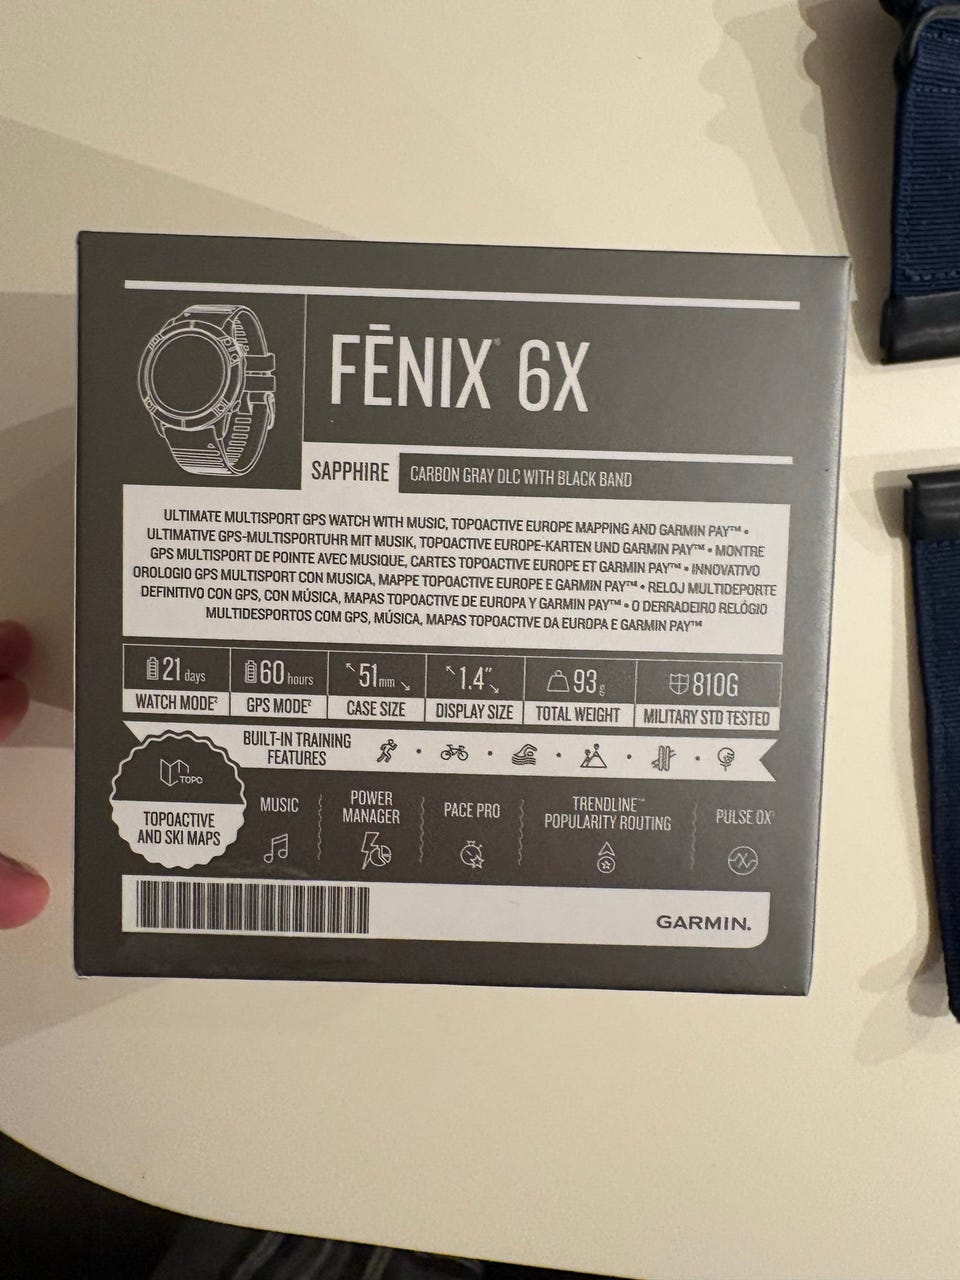 FĒNIX® 6X
SAPPHIRE
CARBON GRAY DLC WITH BLACK BAND
ULTIMATE MULTISPORT GPS WATCH WITH MUSIC, TOPOACTIVE EUROPE MAPPING AND GARMIN PAY™ •
ULTIMATIVE GPS-MULTISPORTUHR MIT MUSIK, TOPOACTIVE EUROPE-KARTEN UND GARMIN PAY™ • MONTRE
GPS MULTISPORT DE POINTE AVEC MUSIQUE, CARTES TOPOACTIVE EUROPE ET GARMIN PAY™ • INNOVATIVO
OROLOGIO GPS MULTISPORT CON MUSICA, MAPPE TOPOACTIVE EUROPE E GARMIN PAY™ • RELOJ MULTIDEPORTE
DEFINITIVO CON GPS, CON MÚSICA, MAPAS TOPOACTIVE DE EUROPA Y GARMIN PAY™ • O DERRADEIRO RELÓGIO
MULTIDESPORTOS COM GPS, MÚSICA, MAPAS TOPOACTIVE DA EUROPA E GARMIN PAY™
21 days
WATCH MODE²
60 hours
GPS MODE²
51mm
CASE SIZE
1.4″
DISPLAY SIZE
93g
TOTAL WEIGHT
810G
MILITARY STD TESTED
BUILT-IN TRAINING
FEATURES
TOPO
TOPOACTIVE
AND SKI MAPS
MUSIC
POWER
MANAGER
PACE PRO
TRENDLINE™
POPULARITY ROUTING
PULSE OX
GARMIN.